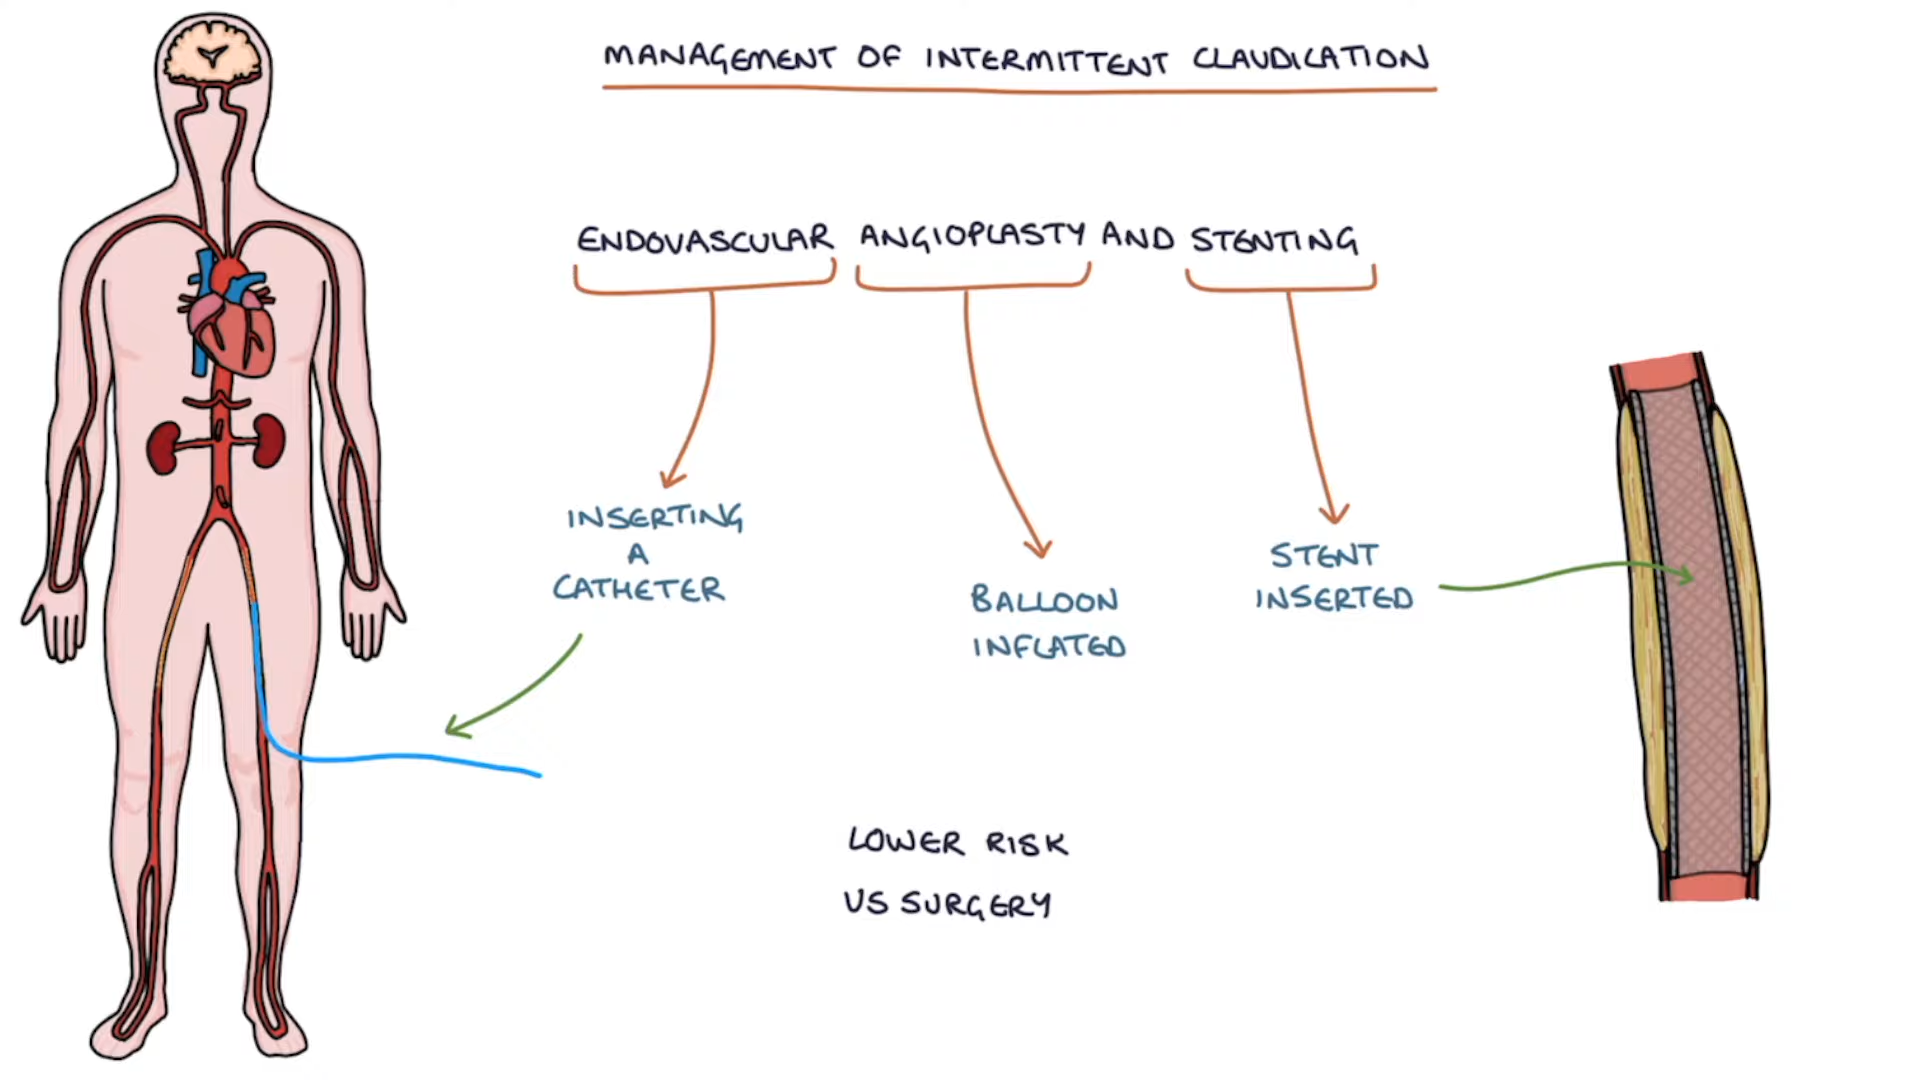 MANAGEMENT OF INTERMITTENT CLAUDICATION
ENDOVASCULAR ANGIOPLASTY AND STENTING
INSERTING
A
CATHETER
BALLOON
INFLATED
STENT
INSERTED
LOWER RISK
VS SURGERY